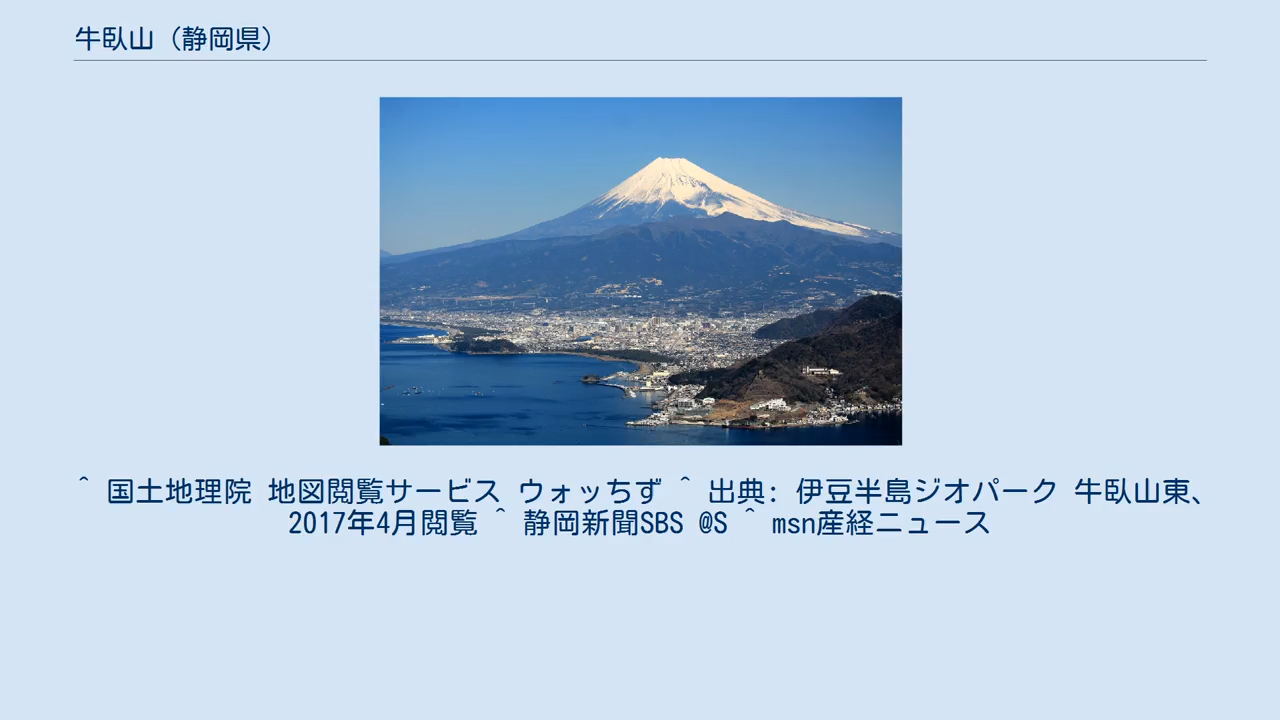 牛臥山（静岡県）
^ 国土地理院 地図閲覧サービス ウォッちず ^ 出典: 伊豆半島ジオパーク 牛臥山東、
2017年4月閲覧 ^ 静岡新聞SBS @S ^ msn産経ニュース